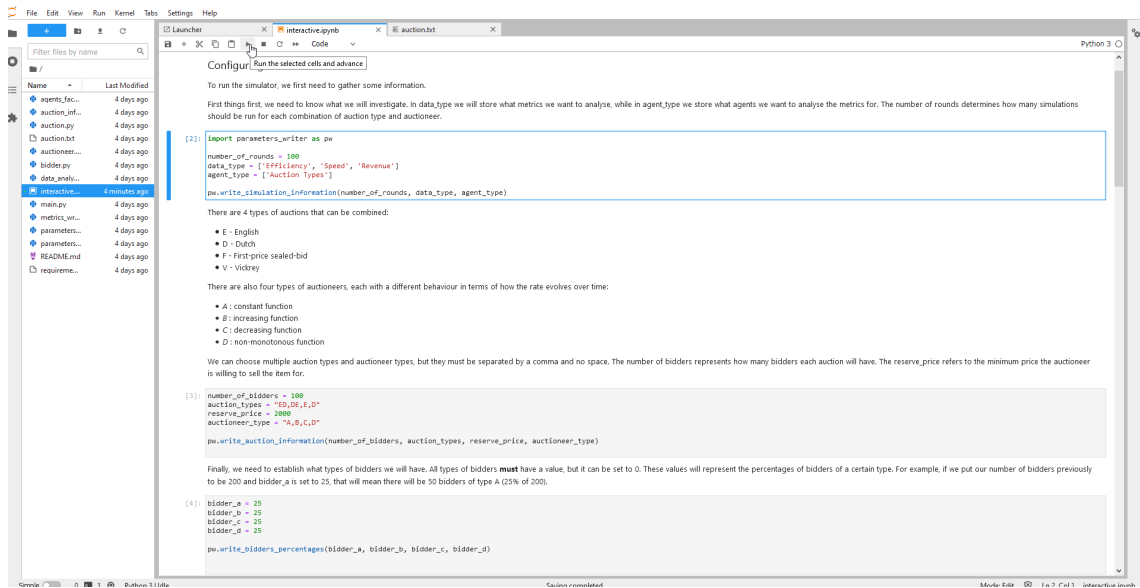 File Edit View Run Kernel Tabs Settings Help
Launcher
interactive.ipynb
auction.txt
Code
Python 3
Filter files by name
/
Name Last Modified
agents_fac... 4 days ago
auction_inf... 4 days ago
auction.py 4 days ago
auction.txt 4 days ago
auctioneer.... 4 days ago
bidder.py 4 days ago
data_analy... 4 days ago
interactive... 4 minutes ago
main.py 4 days ago
metrics_wr... 4 days ago
parameters... 4 days ago
parameters... 4 days ago
README.md 4 days ago
requireme... 4 days ago
Configur
Run the selected cells and advance
To run the simulator, we first need to gather some information.
First things first, we need to know what we will investigate. In data_type we will store what metrics we want to analyse, while in agent_type we store what agents we want to analyse the metrics for. The number of rounds determines how many simulations
should be run for each combination of auction type and auctioneer.
[2]: import parameters_writer as pw
number_of_rounds = 100
data_type = ['Efficiency', 'Speed', 'Revenue']
agent_type = ['Auction Types']
pw.write_simulation_information(number_of_rounds, data_type, agent_type)
There are 4 types of auctions that can be combined:
• E - English
• D - Dutch
• F - First-price sealed-bid
• V - Vickrey
There are also four types of auctioneers, each with a different behaviour in terms of how the rate evolves over time:
• A : constant function
• B : increasing function
• C : decreasing function
• D : non-monotonous function
We can choose multiple auction types and auctioneer types, but they must be separated by a comma and no space. The number of bidders represents how many bidders each auction will have. The reserve_price refers to the minimum price the auctioneer
is willing to sell the item for.
[3]: number_of_bidders = 100
auction_types = "ED,DE,E,D"
reserve_price = 2000
auctioneer_type = "A,B,C,D"
pw.write_auction_information(number_of_bidders, auction_types, reserve_price, auctioneer_type)
Finally, we need to establish what types of bidders we will have. All types of bidders must have a value, but it can be set to 0. These values will represent the percentages of bidders of a certain type. For example, if we put our number of bidders previously
to be 200 and bidder_a is set to 25, that will mean there will be 50 bidders of type A (25% of 200).
[4]: bidder_a = 25
bidder_b = 25
bidder_c = 25
bidder_d = 25
pw.write_bidders_percentages(bidder_a, bidder_b, bidder_c, bidder_d)
Simple 0 1 Python 3 | Idle Saving completed Mode: Edit Ln 2, Col 1 interactive.ipynb